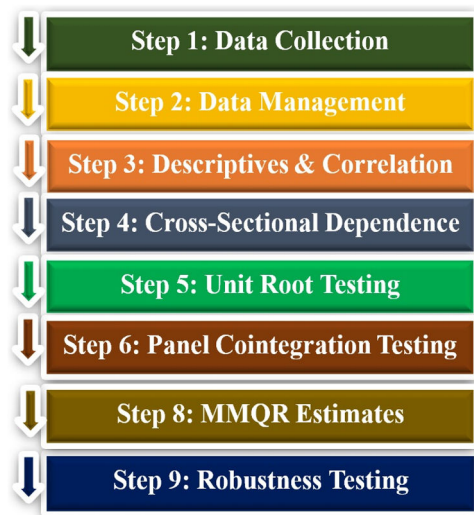 Step 1: Data Collection
Step 2: Data Management
Step 3: Descriptives & Correlation
Step 4: Cross-Sectional Dependence
Step 5: Unit Root Testing
Step 6: Panel Cointegration Testing
Step 8: MMQR Estimates
Step 9: Robustness Testing